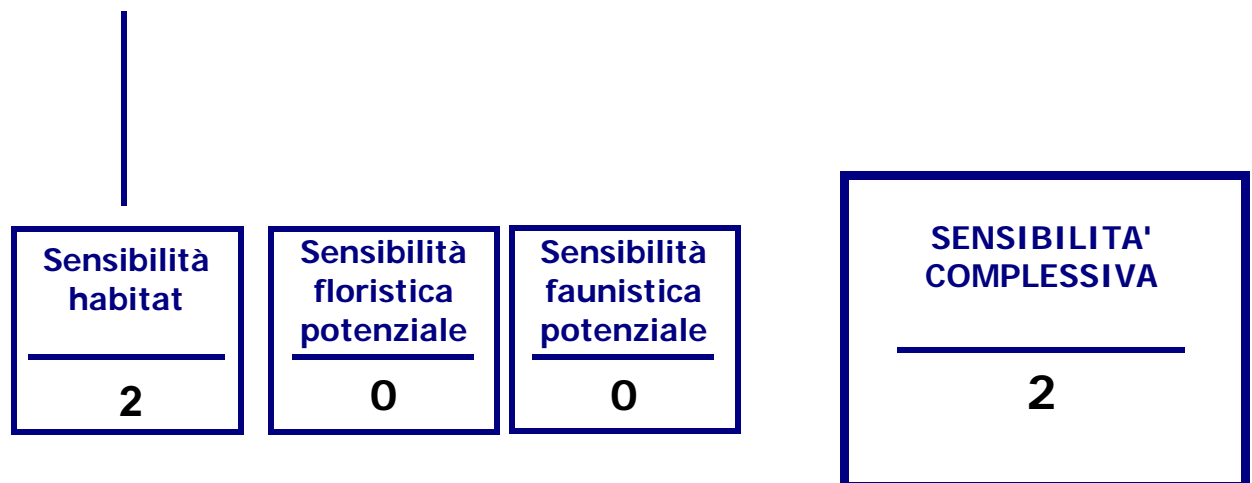 Sensibilità
habitat
2
Sensibilità
floristica
potenziale
0
Sensibilità
faunistica
potenziale
0
SENSIBILITA'
COMPLESSIVA
2